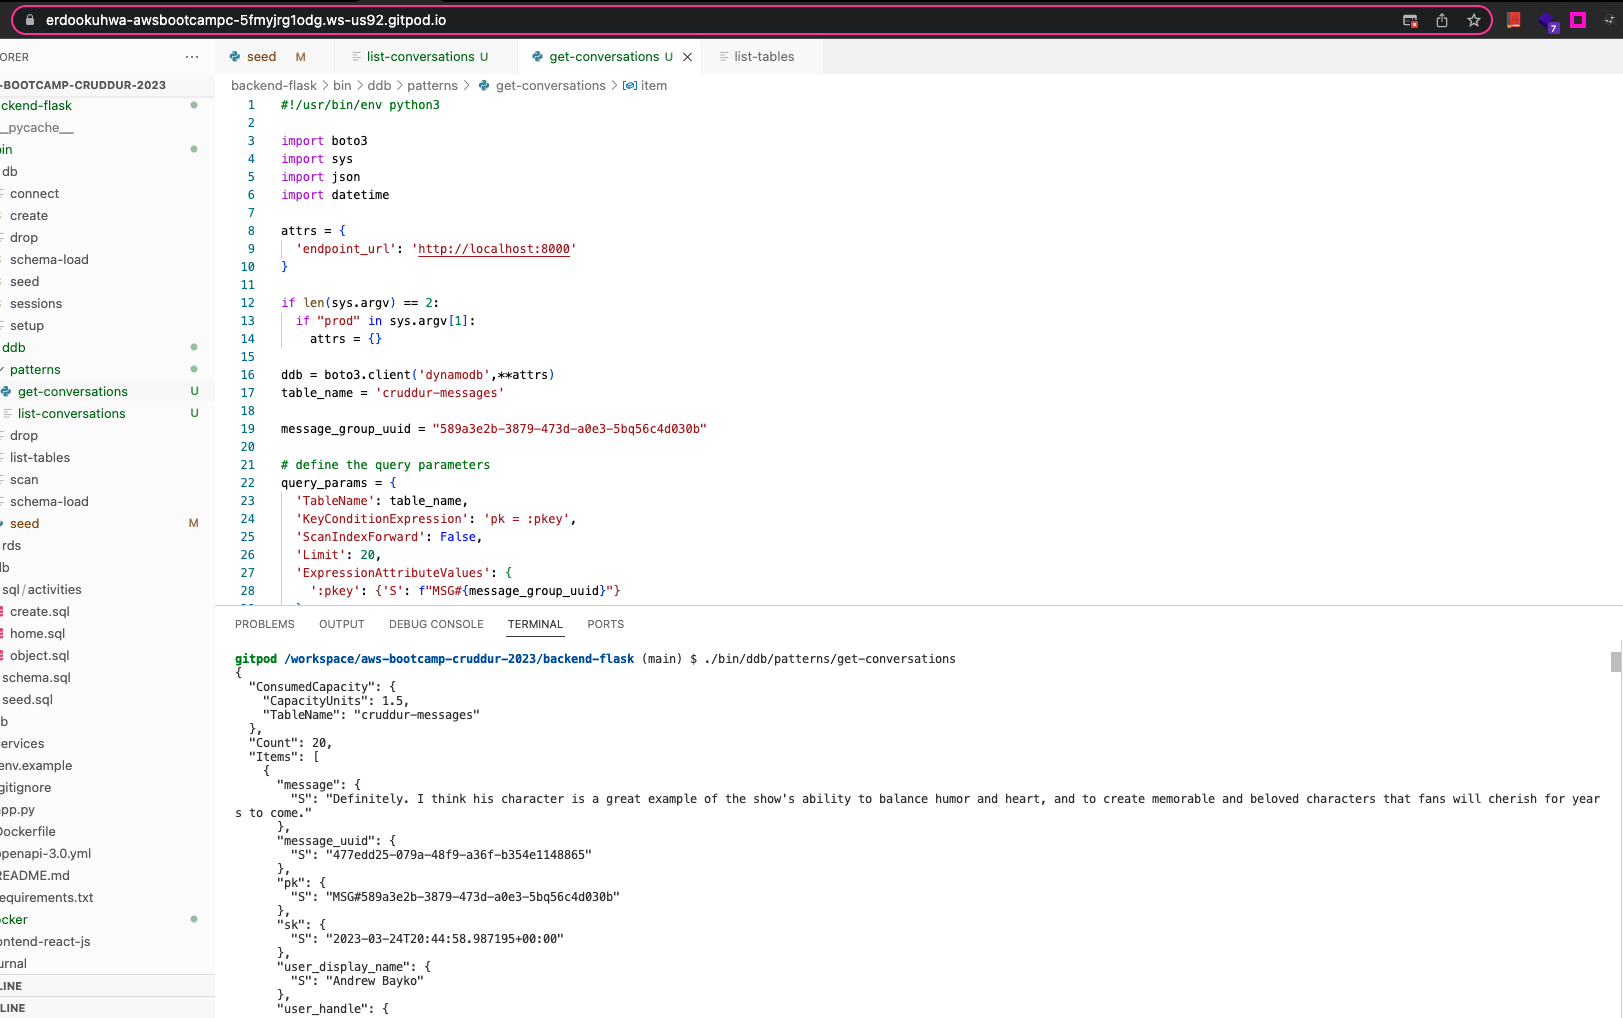 erdookuhwa-awsbootcampc-5fmyjrg1odg.ws-us92.gitpod.io
7
ORER
...
seed M
list-conversations U
get-conversations U
list-tables
-BOOTCAMP-CRUDDUR-2023
backend-flask > bin > ddb > patterns > get-conversations > item
ckend-flask
__pycache__
in
db
connect
create
drop
schema-load
seed
sessions
setup
ddb
patterns
get-conversations U
list-conversations U
drop
list-tables
scan
schema-load
seed M
rds
b
sql/activities
create.sql
home.sql
object.sql
schema.sql
seed.sql
b
ervices
env.example
gitignore
app.py
Dockerfile
openapi-3.0.yml
README.md
equirements.txt
cker
ontend-react-js
urnal
LINE
LINE
1 #!/usr/bin/env python3
2
3 import boto3
4 import sys
5 import json
6 import datetime
7
8 attrs = {
9 'endpoint_url': 'http://localhost:8000'
10 }
11
12 if len(sys.argv) == 2:
13 if "prod" in sys.argv[1]:
14 attrs = {}
15
16 ddb = boto3.client('dynamodb',**attrs)
17 table_name = 'cruddur-messages'
18
19 message_group_uuid = "589a3e2b-3879-473d-a0e3-5bq56c4d030b"
20
21 # define the query parameters
22 query_params = {
23 'TableName': table_name,
24 'KeyConditionExpression': 'pk = :pkey',
25 'ScanIndexForward': False,
26 'Limit': 20,
27 'ExpressionAttributeValues': {
28 ':pkey': {'S': f"MSG#{message_group_uuid}"}
PROBLEMS OUTPUT DEBUG CONSOLE TERMINAL PORTS
gitpod /workspace/aws-bootcamp-cruddur-2023/backend-flask (main) $ ./bin/ddb/patterns/get-conversations
{
"ConsumedCapacity": {
"CapacityUnits": 1.5,
"TableName": "cruddur-messages"
},
"Count": 20,
"Items": [
{
"message": {
"S": "Definitely. I think his character is a great example of the show's ability to balance humor and heart, and to create memorable and beloved characters that fans will cherish for year
s to come."
},
"message_uuid": {
"S": "477edd25-079a-48f9-a36f-b354e1148865"
},
"pk": {
"S": "MSG#589a3e2b-3879-473d-a0e3-5bq56c4d030b"
},
"sk": {
"S": "2023-03-24T20:44:58.987195+00:00"
},
"user_display_name": {
"S": "Andrew Bayko"
},
"user_handle": {